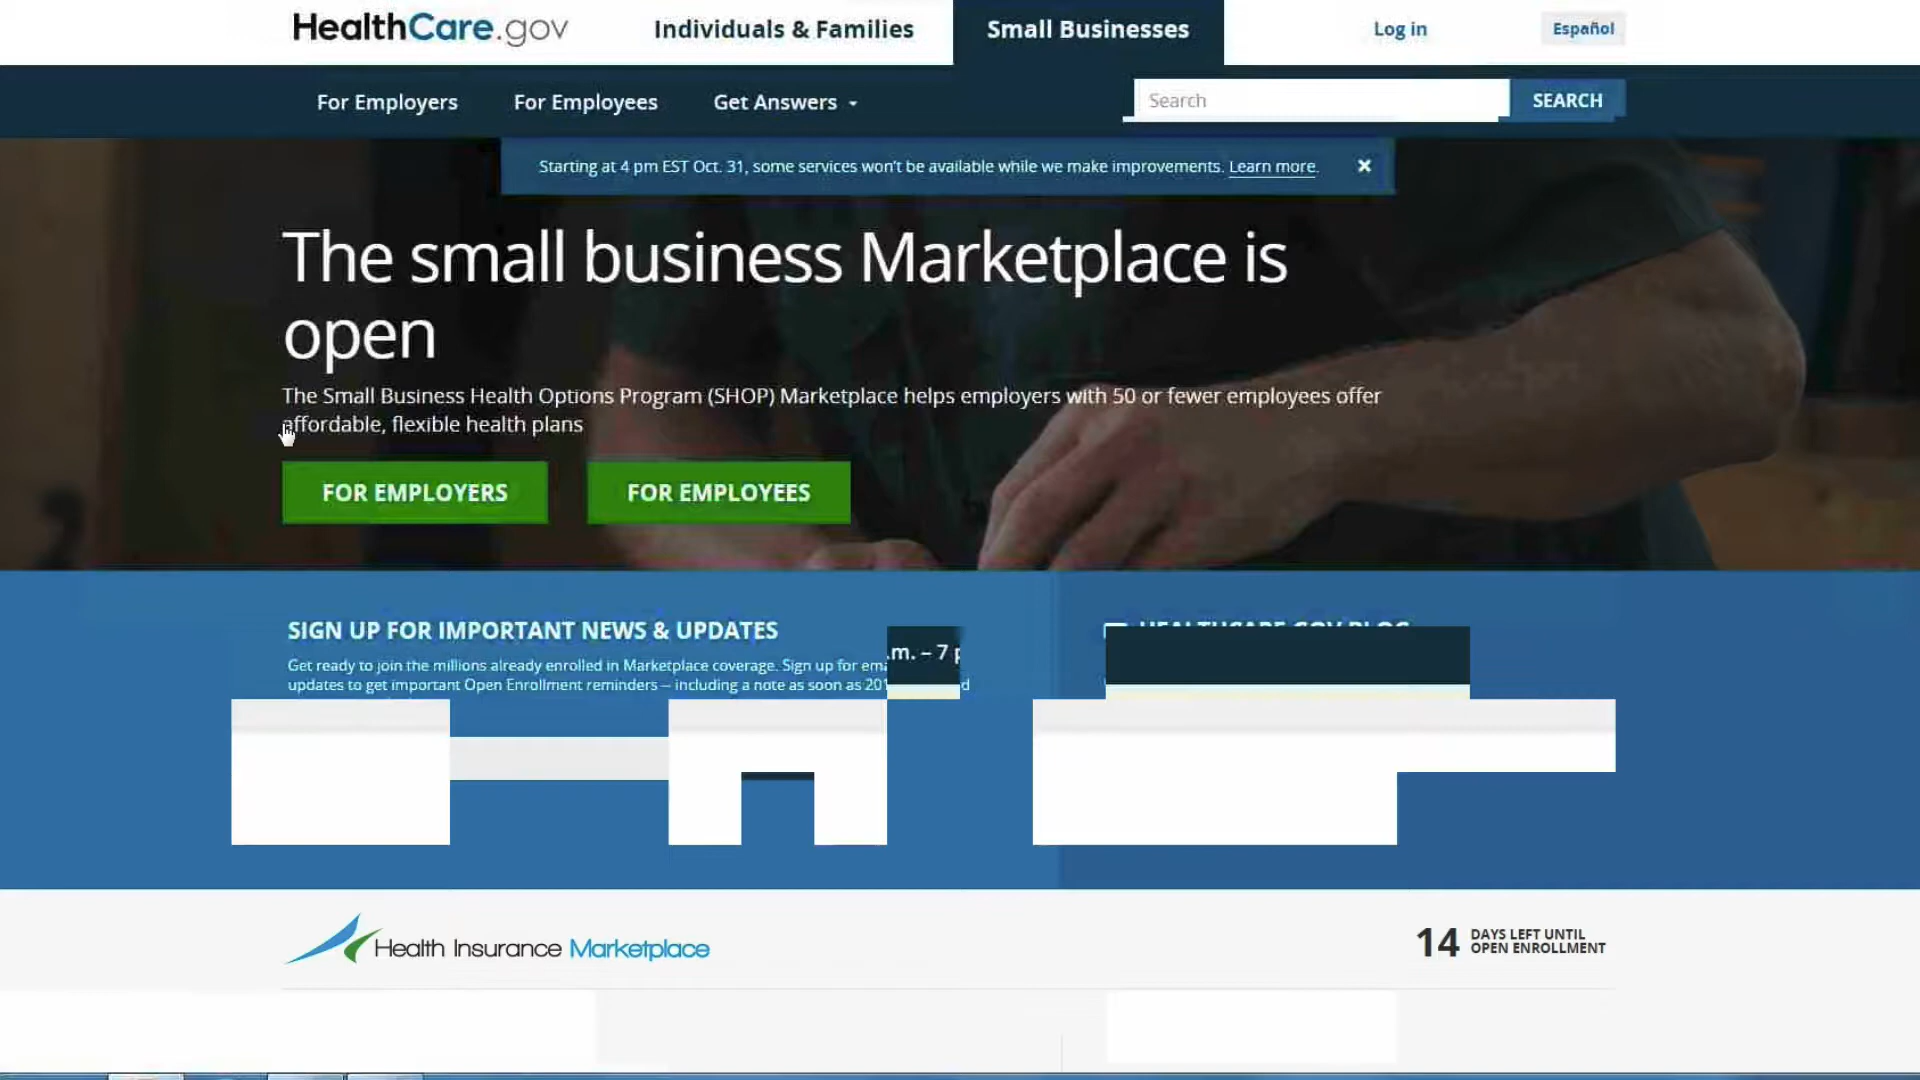 HealthCare.gov
Individuals & Families
Small Businesses
Log in
Español
For Employers
For Employees
Get Answers
Search
SEARCH
Starting at 4 pm EST Oct. 31, some services won't be available while we make improvements. Learn more.
The small business Marketplace is
open
The Small Business Health Options Program (SHOP) Marketplace helps employers with 50 or fewer employees offer
affordable, flexible health plans
FOR EMPLOYERS
FOR EMPLOYEES
SIGN UP FOR IMPORTANT NEWS & UPDATES
HEALTHCARE.GOV BLOG
Get ready to join the millions already enrolled in Marketplace coverage. Sign up for
.m. – 7 p
updates to get important Open Enrollment reminders – including a note as soon as
Health Insurance Marketplace
14 DAYS LEFT UNTIL
OPEN ENROLLMENT